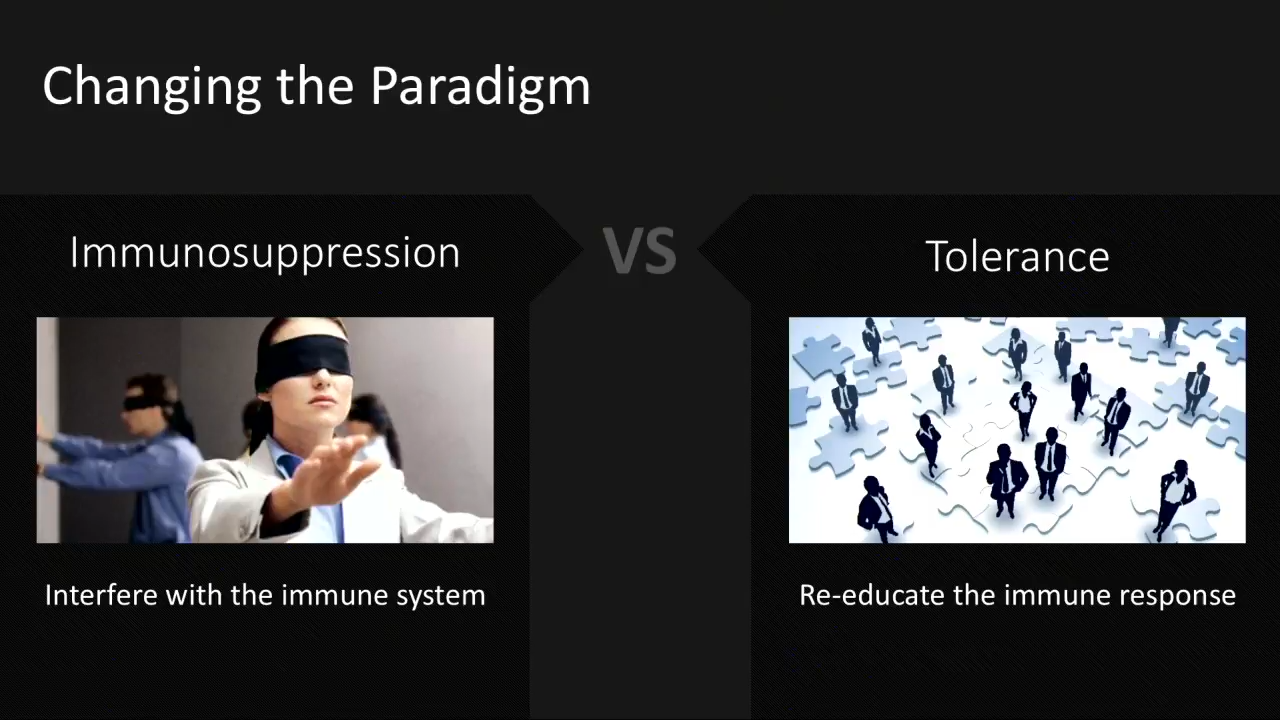 Changing the Paradigm
Immunosuppression
VS
Tolerance
Interfere with the immune system
Re-educate the immune response